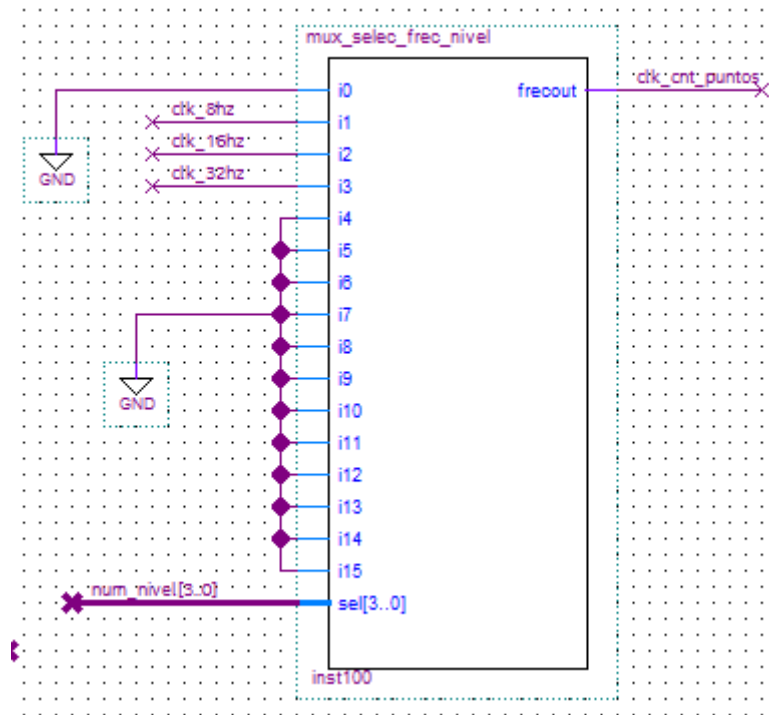 mux_selec_frec_nivel
i0
frecout
clk_cnt_puntos
clk_8hz
i1
clk_16hz
i2
GND
clk_32hz
i3
i4
i5
i6
i7
i8
i9
GND
i10
i11
i12
i13
i14
i15
num_nivel[3..0]
sel[3..0]
inst100